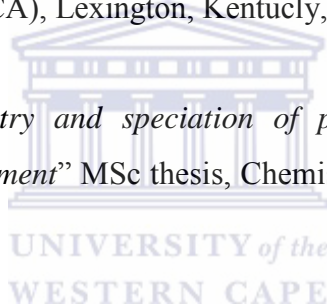 CA), Lexington, Kentucly,
try and speciation of p
ment” MSc thesis, Chemi
UNIVERSITY of the
WESTERN CAPE